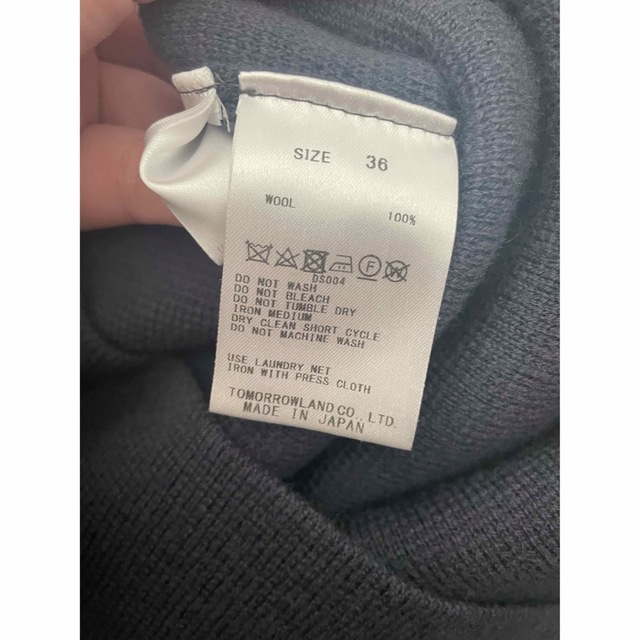 SIZE 36
WOOL 100%
F W
DS004
DO NOT WASH
DO NOT BLEACH
DO NOT TUMBLE DRY
IRON MEDIUM
DRY CLEAN SHORT CYCLE
DO NOT MACHINE WASH
USE LAUNDRY NET
IRON WITH PRESS CLOTH
TOMORROWLAND CO., LTD.
MADE IN JAPAN